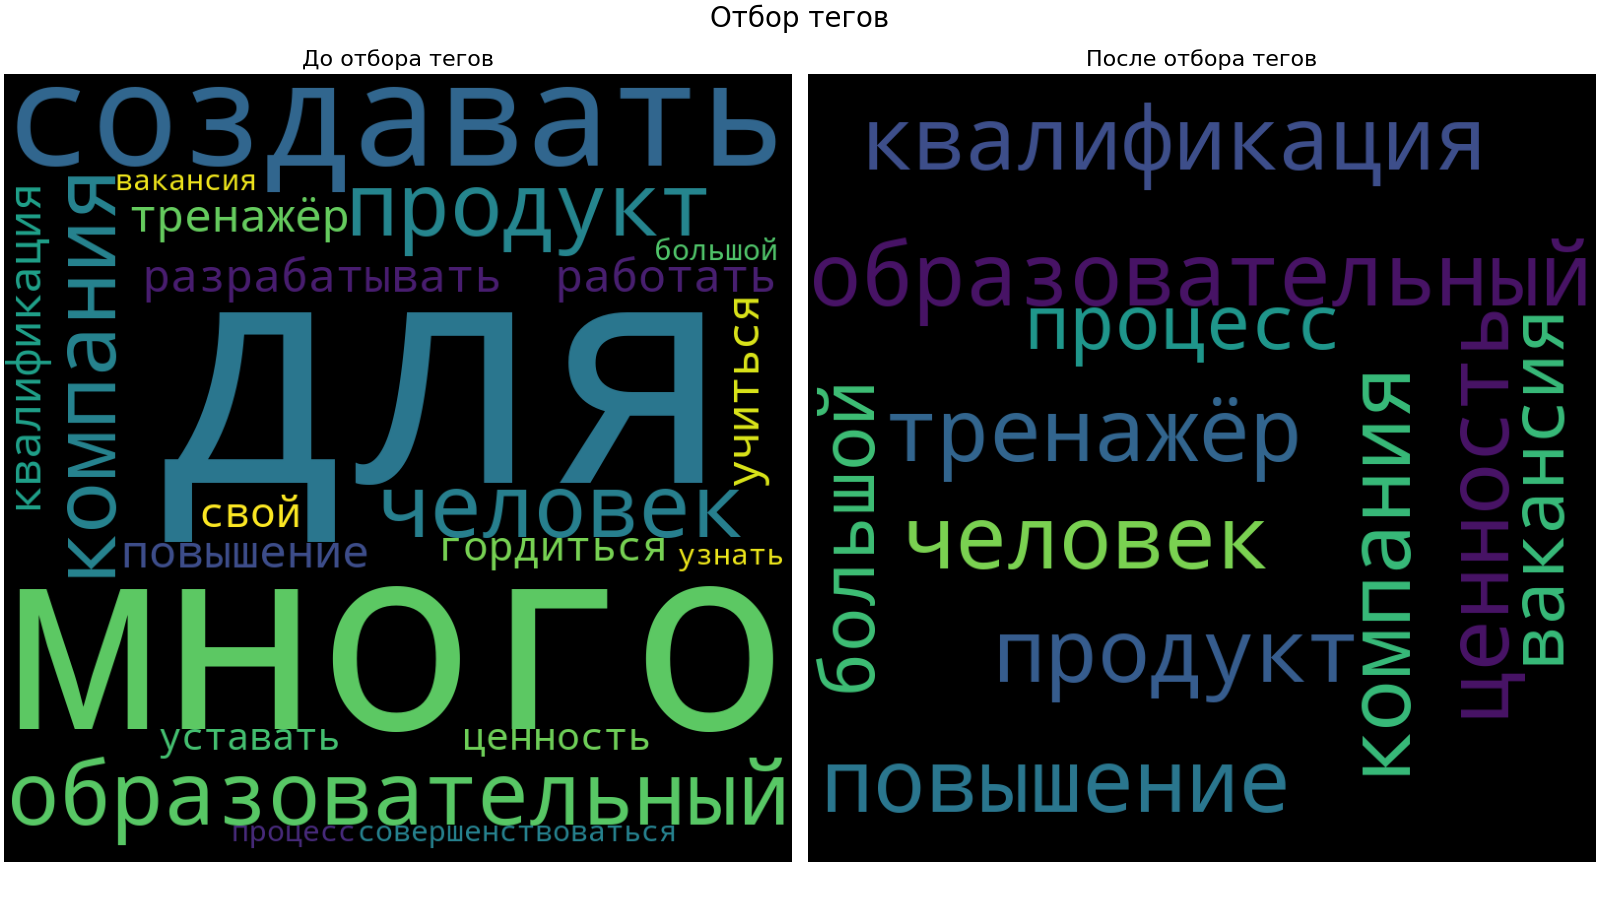 Отбор тегов
До отбора тегов
создавать
вакансия
квалификация
компания
тренажёр
продукт
большой
разрабатывать
работать
для
учиться
свой
человек
повышение
гордиться
узнать
много
уставать
ценность
образовательный
процесс
совершенствоваться
После отбора тегов
квалификация
образовательный
процесс
большой
тренажёр
компания
ценность
вакансия
человек
продукт
повышение